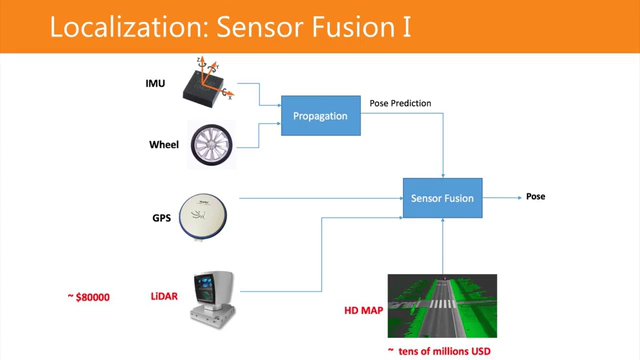 Localization: Sensor Fusion I
IMU
Z
Y
X
Propagation
Pose Prediction
Wheel
GPS
Sensor Fusion
Pose
~ $80000
LiDAR
HD MAP
~ tens of millions USD